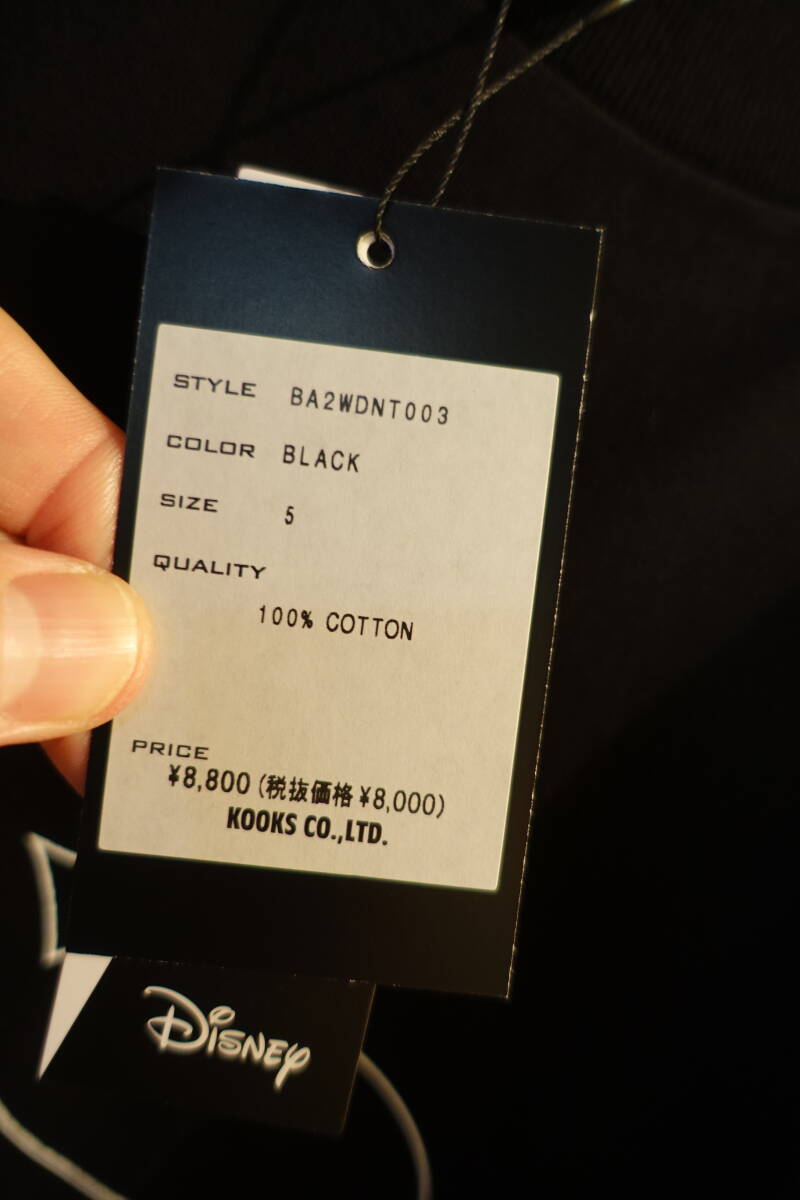 STYLE BA2WDNT003
COLOR BLACK
SIZE 5
QUALITY
100% COTTON
PRICE
¥8,800 (税抜価格 ¥8,000)
KOOKS CO.,LTD.
DISNEY